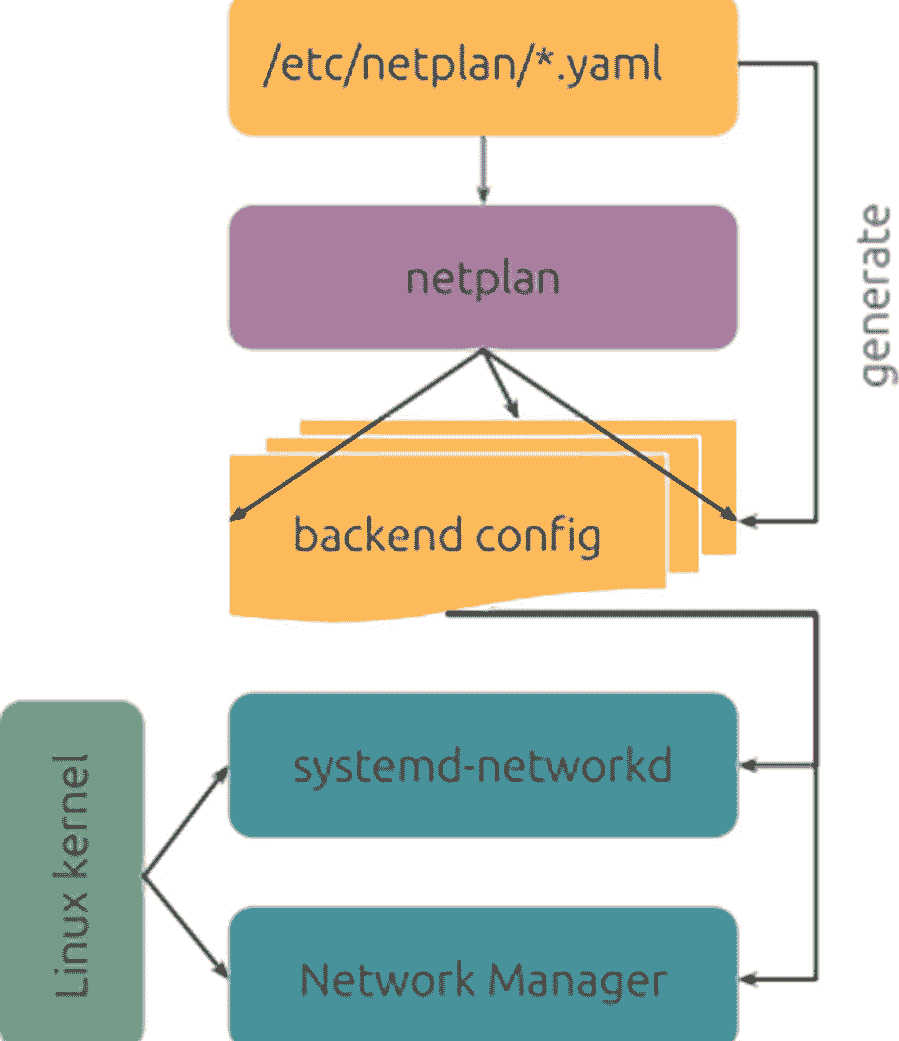 /etc/netplan/*.yaml
netplan
generate
backend config
systemd-networkd
Linux kernel
Network Manager